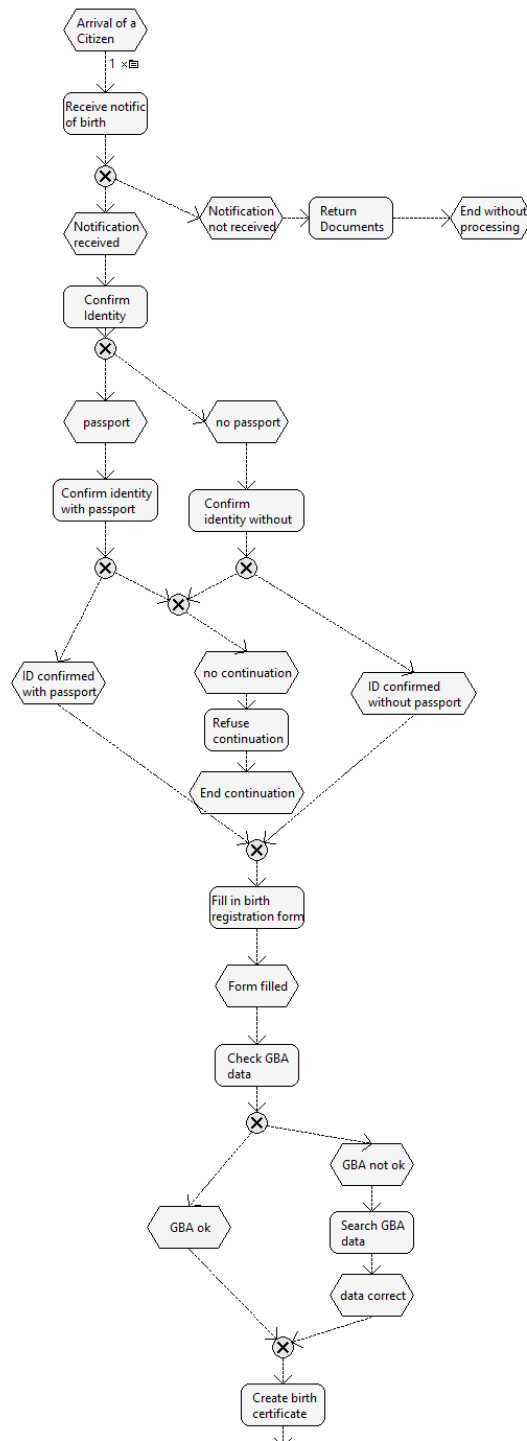 Arrival of a
Citizen
1 ×
Receive notific
of birth
Notification
not received
Return
Documents
End without
processing
Notification
received
Confirm
Identity
passport
no passport
Confirm identity
with passport
Confirm
identity without
ID confirmed
with passport
no continuation
ID confirmed
without passport
Refuse
continuation
End continuation
Fill in birth
registration form
Form filled
Check GBA
data
GBA not ok
GBA ok
Search GBA
data
data correct
Create birth
certificate